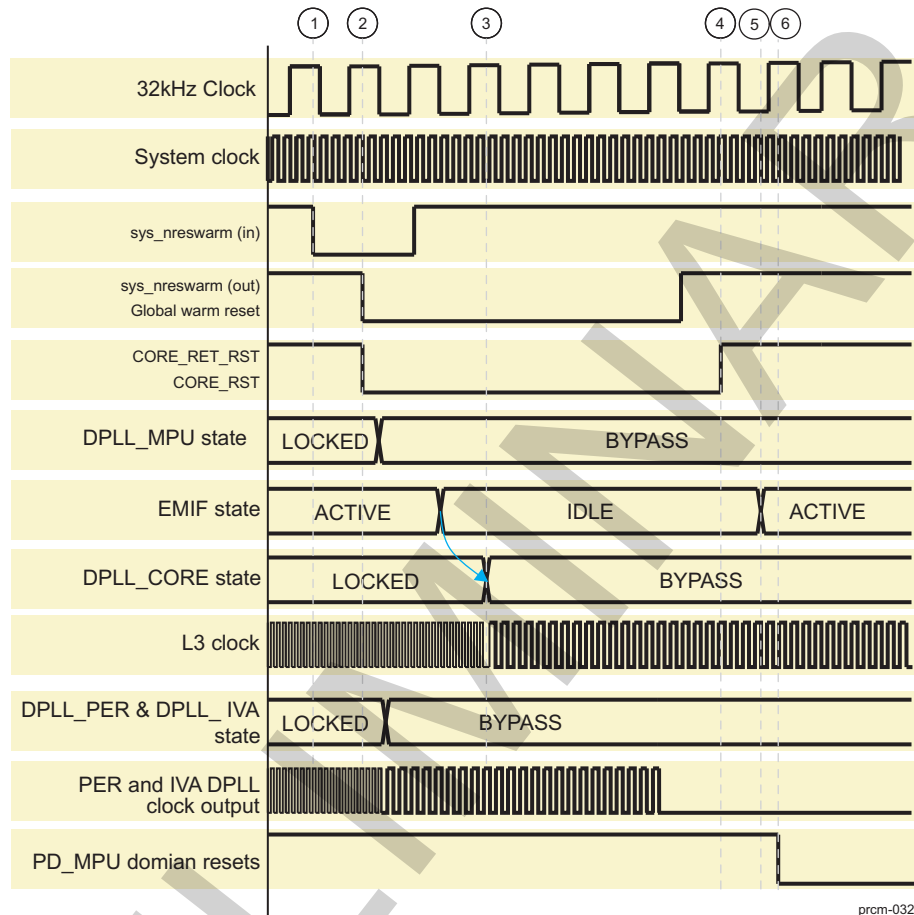 1 2 3 4 5 6
32kHz Clock
System clock
sys_nreswarm (in)
sys_nreswarm (out)
Global warm reset
CORE_RET_RST
CORE_RST
DPLL_MPU state
LOCKED BYPASS
EMIF state
ACTIVE IDLE ACTIVE
DPLL_CORE state
LOCKED BYPASS
L3 clock
DPLL_PER & DPLL_ IVA
state
LOCKED BYPASS
PER and IVA DPLL
clock output
PD_MPU domian resets
prcm-032
LIMINAR